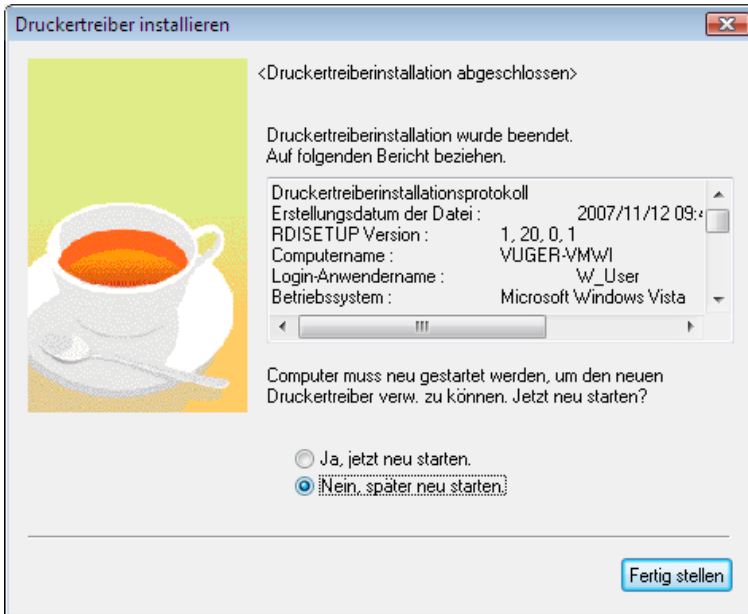 Druckertreiber installieren
<Druckertreiberinstallation abgeschlossen>
Druckertreiberinstallation wurde beendet.
Auf folgenden Bericht beziehen.
Druckertreiberinstallationsprotokoll
Erstellungsdatum der Datei : 2007/11/12 09:
RDISETUP Version : 1, 20, 0, 1
Computername : VUGER-VMWI
Login-Anwendername : W_User
Betriebssystem : Microsoft Windows Vista
Computer muss neu gestartet werden, um den neuen
Druckertreiber verw. zu können. Jetzt neu starten?
Ja, jetzt neu starten.
Nein, später neu starten.
Fertig stellen